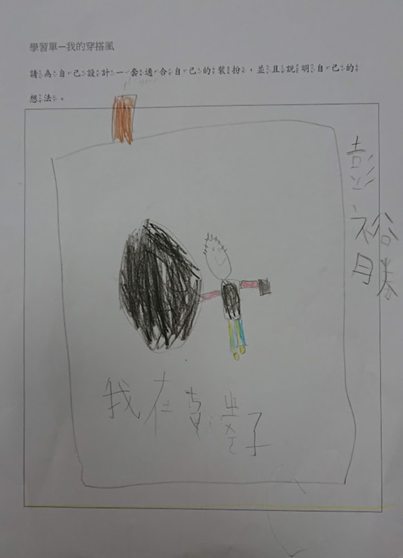 學習單－我的穿搭風
請為自己設計一套適合自己的裝扮，並且說明自己的
想法。
彭裕勝
我在 子